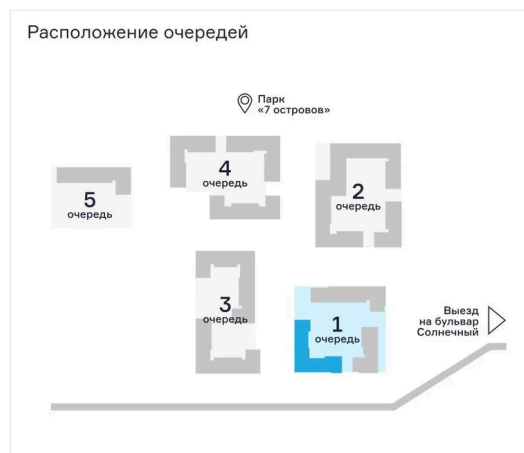 Расположение очередей
Парк
«7 островов»
4
очередь
5
очередь
2
очередь
3
очередь
1
очередь
Выезд
на бульвар
Солнечный